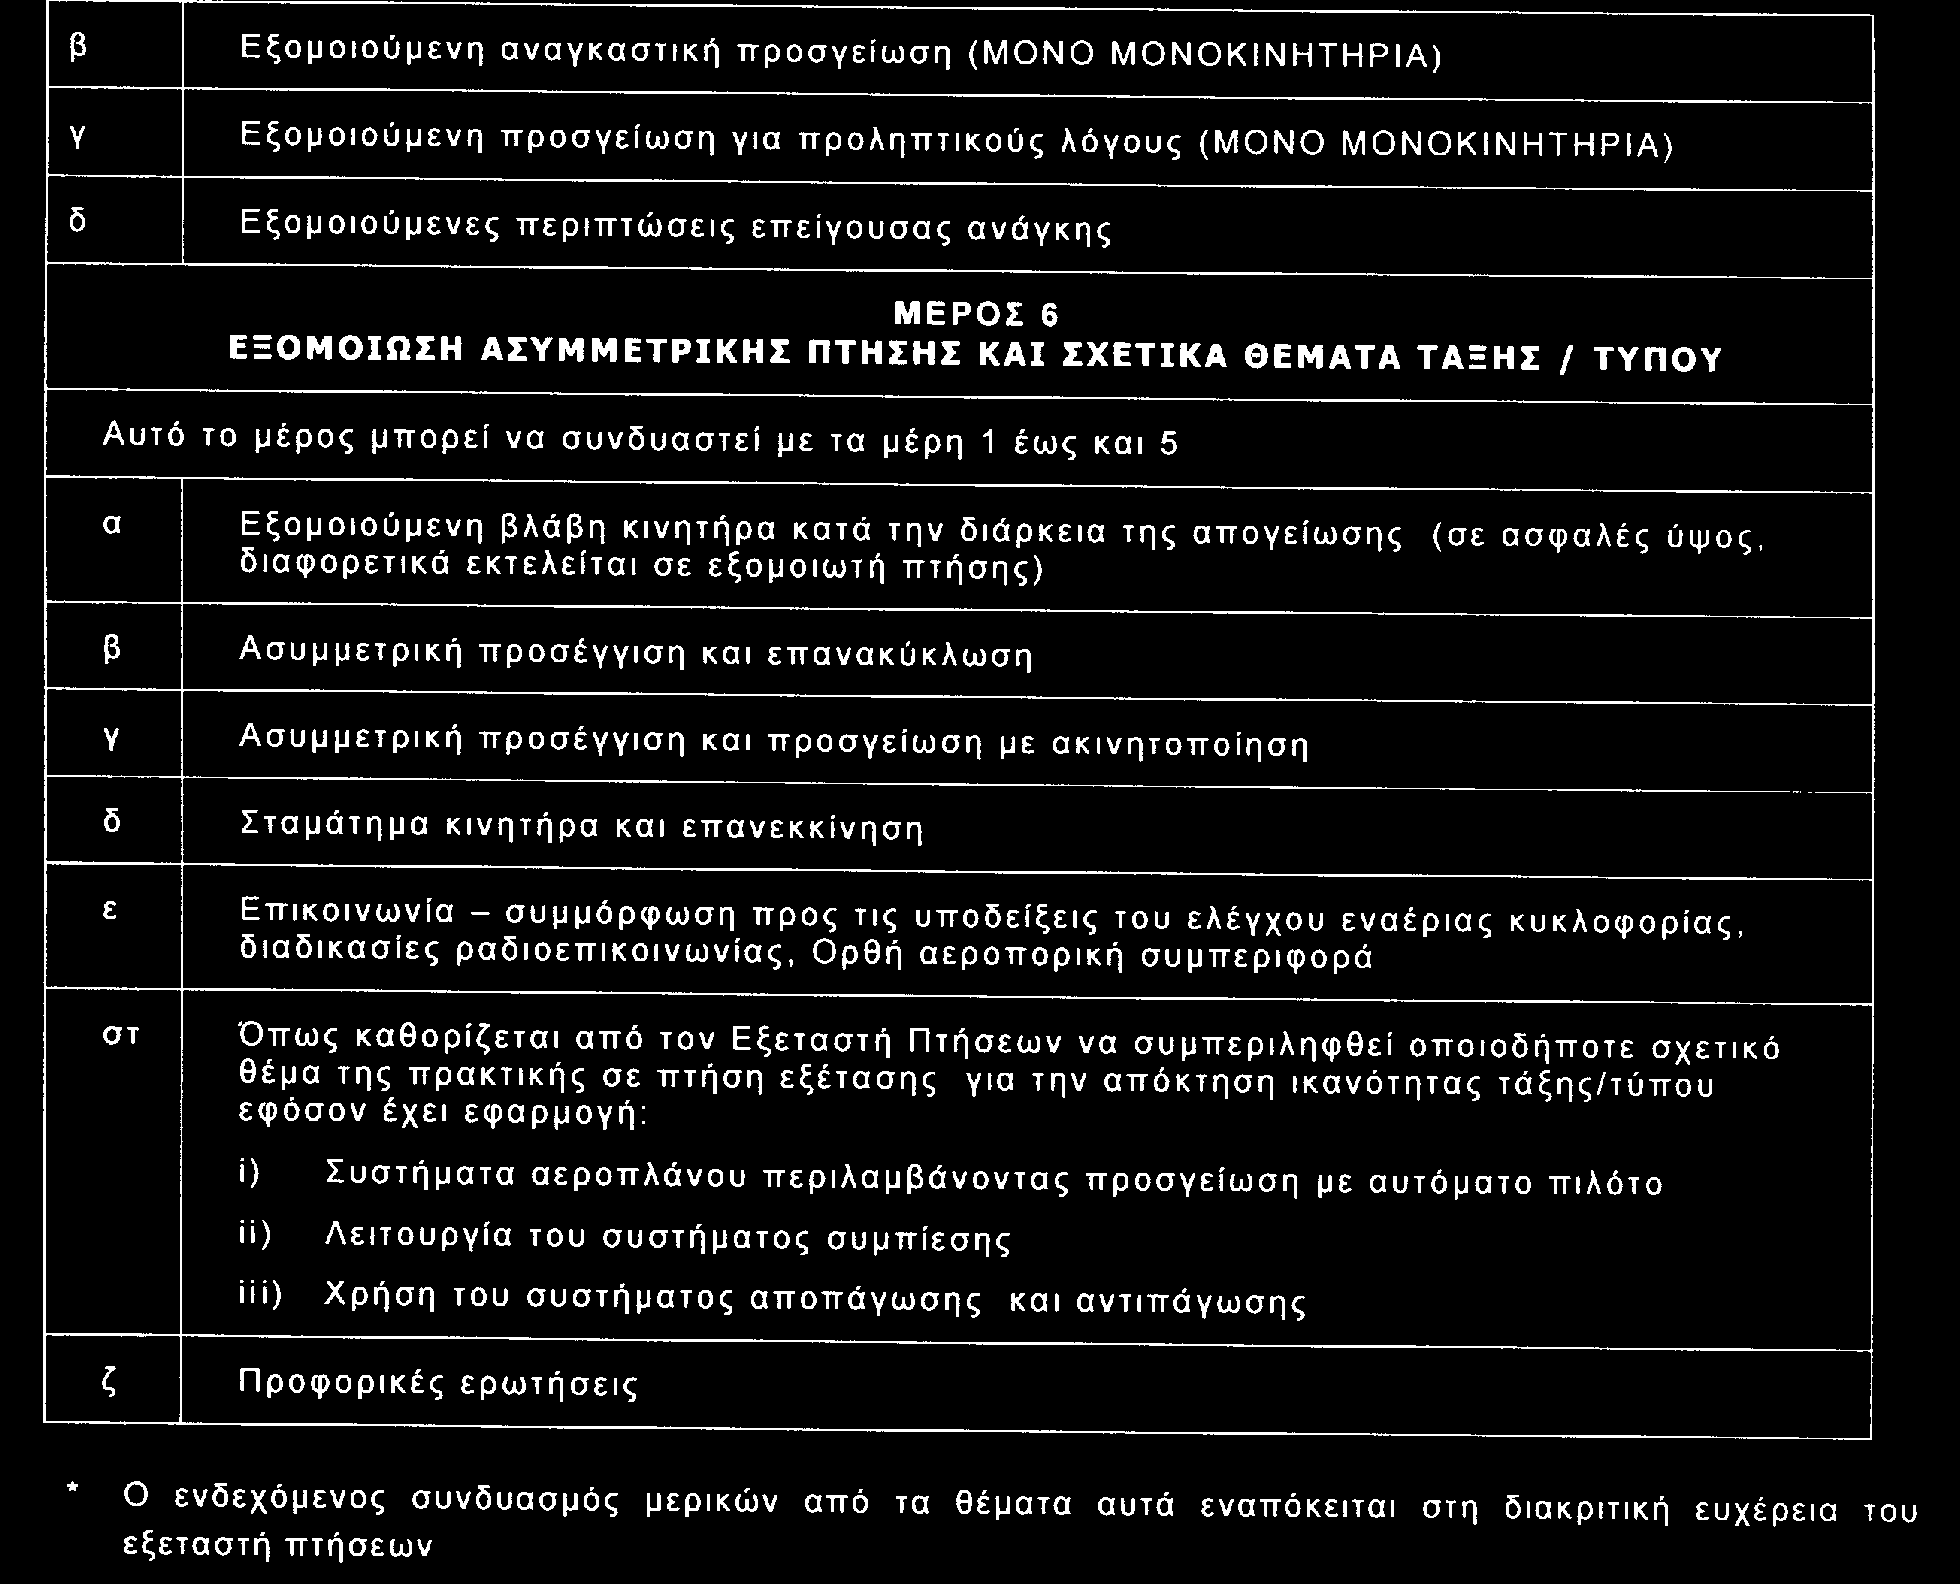 β Εξομοιούμενη αναγκαστική προσγείωση (ΜΟΝΟ ΜΟΝΟΚΙΝΗΤΗΡΙΑ)
γ Εξομοιούμενη προσγείωση για προληπτικούς λόγους (ΜΟΝΟ ΜΟΝΟΚΙΝΗΤΗΡΙΑ)
δ Εξομοιούμενες περιπτώσεις επείγουσας ανάγκης
ΜΕΡΟΣ 6
ΕΞΟΜΟΙΩΣΗ ΑΣΥΜΜΕΤΡΙΚΗΣ ΠΤΗΣΗΣ ΚΑΙ ΣΧΕΤΙΚΑ ΘΕΜΑΤΑ ΤΑΞΗΣ / ΤΥΠΟΥ
Αυτό το μέρος μπορεί να συνδυαστεί με τα μέρη 1 έως και 5
α Εξομοιούμενη βλάβη κινητήρα κατά την διάρκεια της απογείωσης (σε ασφαλές ύψος,
διαφορετικά εκτελείται σε εξομοιωτή πτήσης)
β Ασυμμετρική προσέγγιση και επανακύκλωση
γ Ασυμμετρική προσέγγιση και προσγείωση με ακινητοποίηση
δ Σταμάτημα κινητήρα και επανεκκίνηση
ε Επικοινωνία – συμμόρφωση προς τις υποδείξεις του ελέγχου εναέριας κυκλοφορίας,
διαδικασίες ραδιοεπικοινωνίας, Ορθή αεροπορική συμπεριφορά
στ Όπως καθορίζεται από τον Εξεταστή Πτήσεων να συμπεριληφθεί οποιοδήποτε σχετικό
θέμα της πρακτικής σε πτήση εξέτασης για την απόκτηση ικανότητας τάξης/τύπου
εφόσον έχει εφαρμογή:
i) Συστήματα αεροπλάνου περιλαμβάνοντας προσγείωση με αυτόματο πιλότο
ii) Λειτουργία του συστήματος συμπίεσης
iii) Χρήση του συστήματος αποπάγωσης και αντιπάγωσης
ζ Προφορικές ερωτήσεις
* Ο ενδεχόμενος συνδυασμός μερικών από τα θέματα αυτά εναπόκειται στη διακριτική ευχέρεια του
εξεταστή πτήσεων